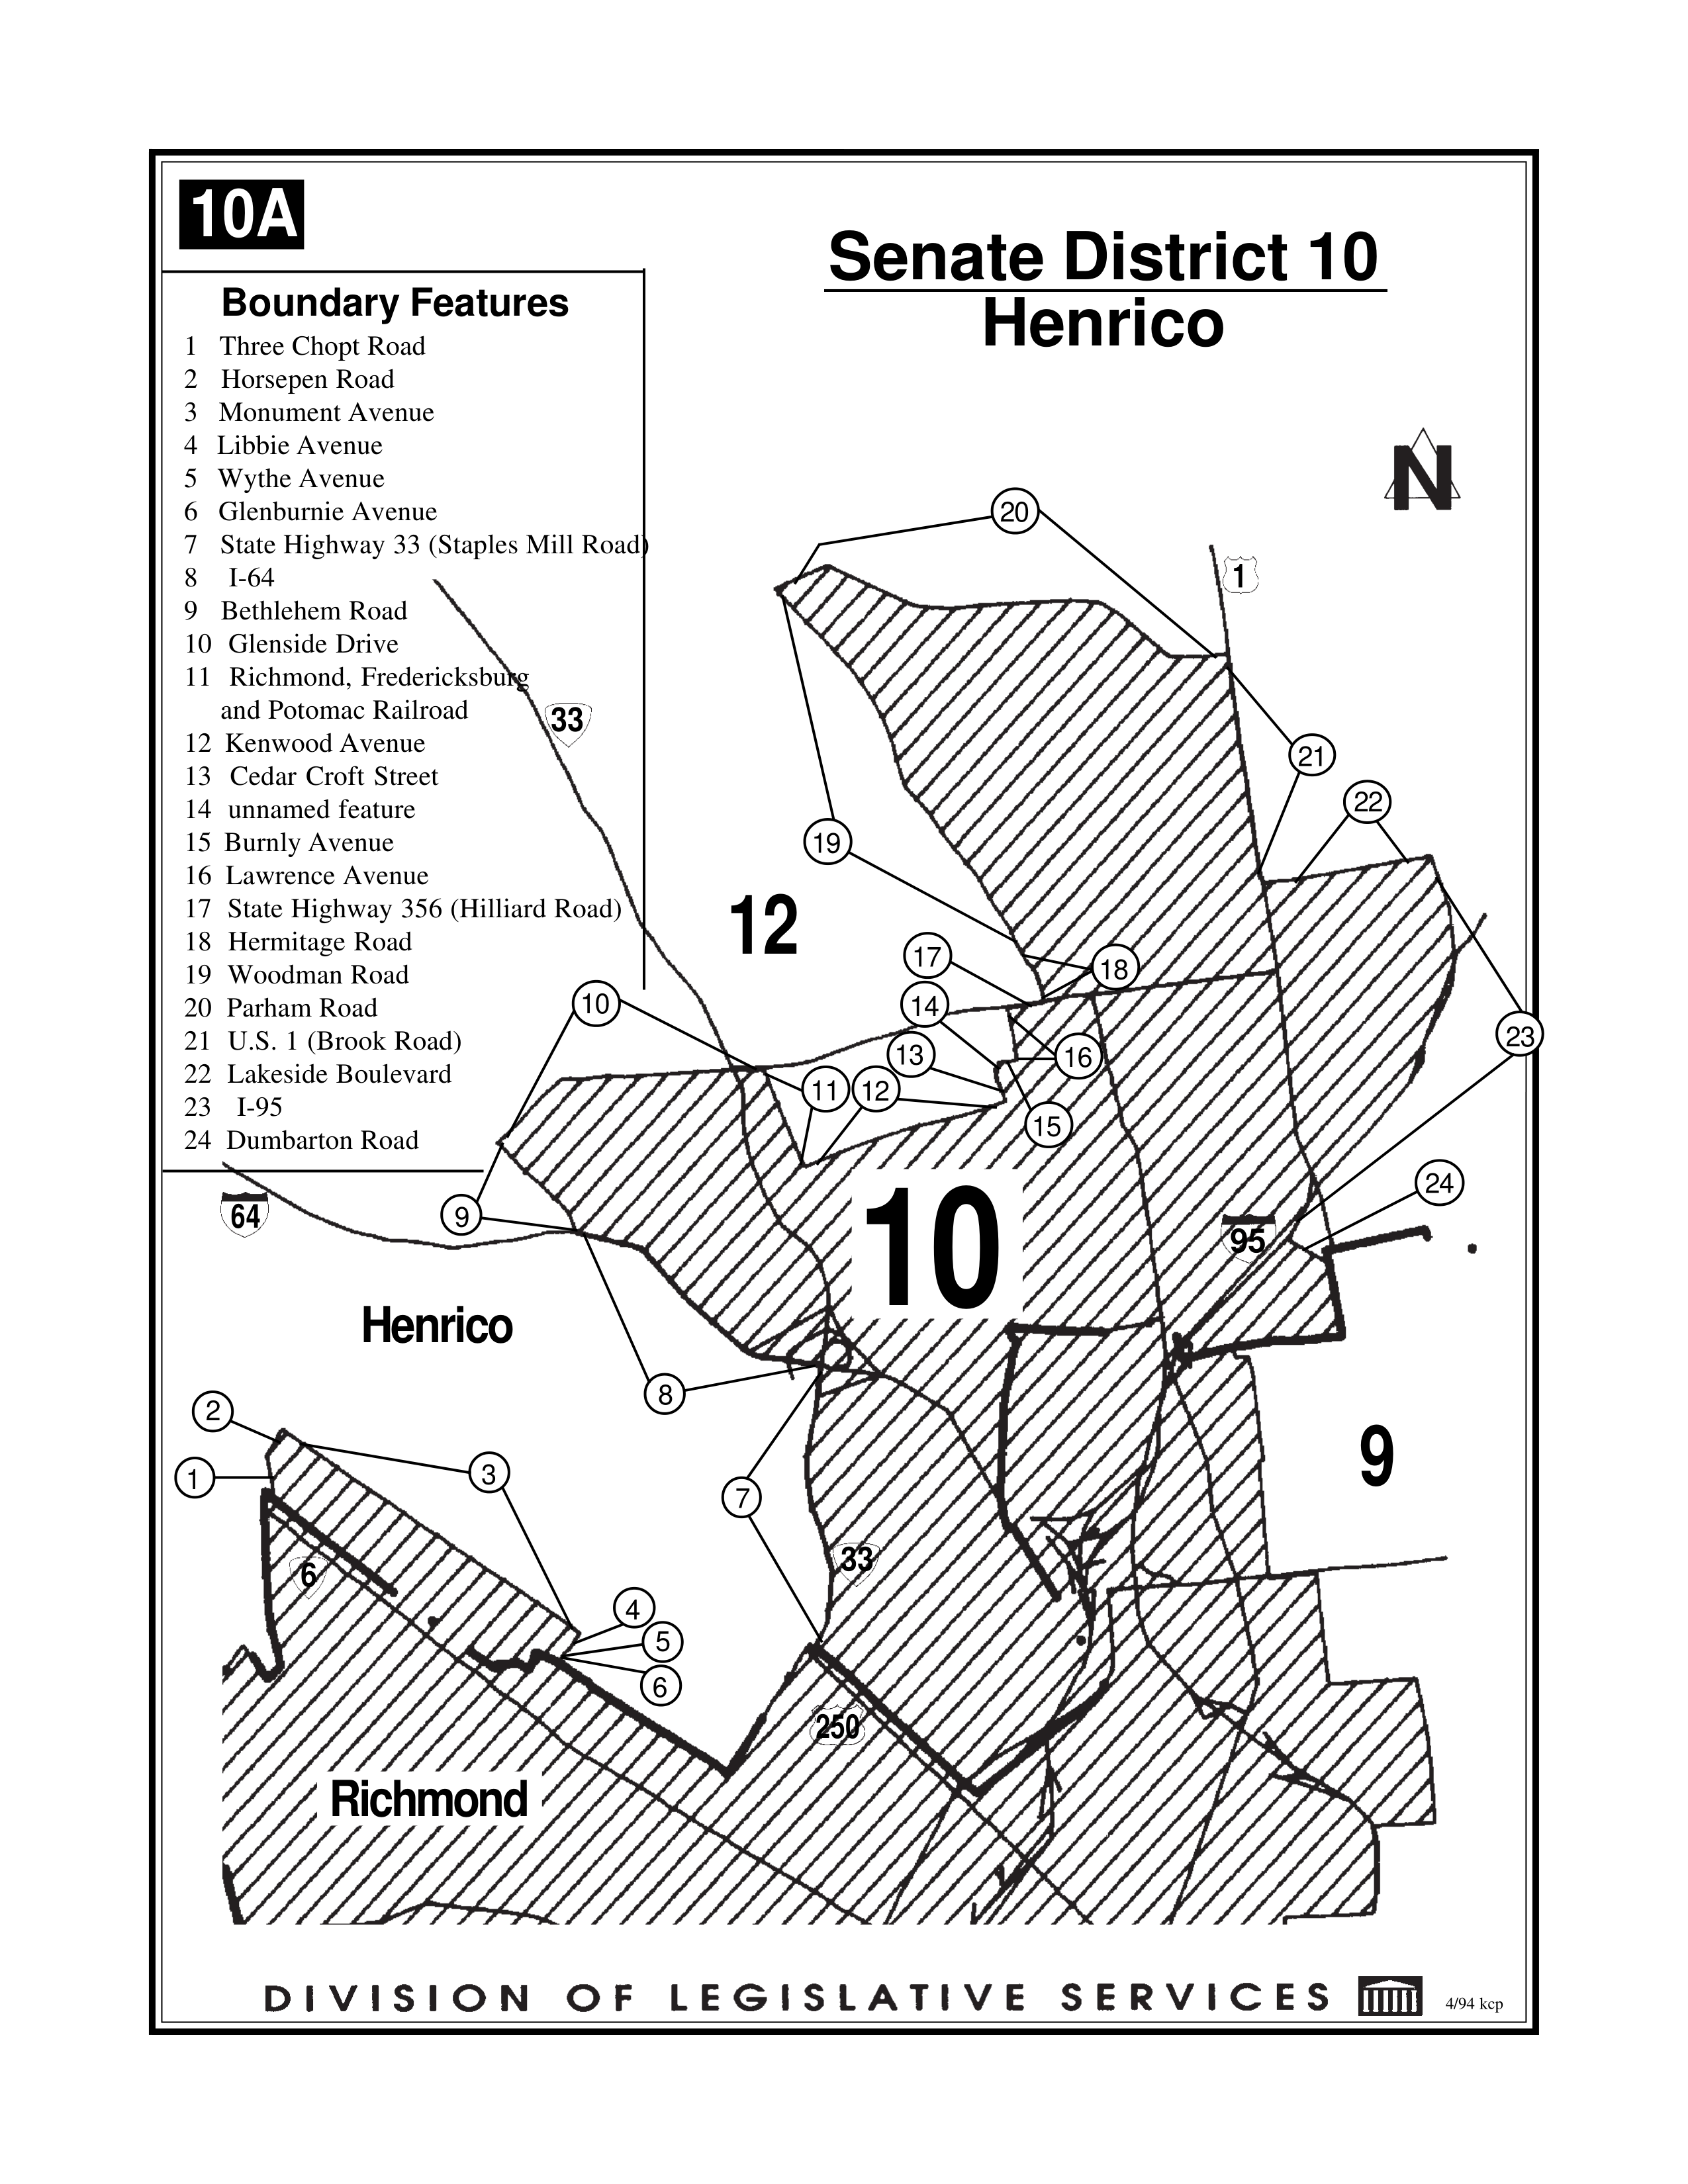 10A
Senate District 10
Henrico
Boundary Features
1 Three Chopt Road
2 Horsepen Road
3 Monument Avenue
4 Libbie Avenue
5 Wythe Avenue
6 Glenburnie Avenue
7 State Highway 33 (Staples Mill Road)
8 I-64
9 Bethlehem Road
10 Glenside Drive
11 Richmond, Fredericksburg
and Potomac Railroad
12 Kenwood Avenue
13 Cedar Croft Street
14 unnamed feature
15 Burnly Avenue
16 Lawrence Avenue
17 State Highway 356 (Hilliard Road)
18 Hermitage Road
19 Woodman Road
20 Parham Road
21 U.S. 1 (Brook Road)
22 Lakeside Boulevard
23 I-95
24 Dumbarton Road
N
20
1
33
21
22
19
12
17
18
10
14
23
13
16
11
12
15
24
9
64
10
95
Henrico
8
2
9
3
1
7
33
6
4
5
6
250
Richmond
DIVISION OF LEGISLATIVE SERVICES
4/94 kcp